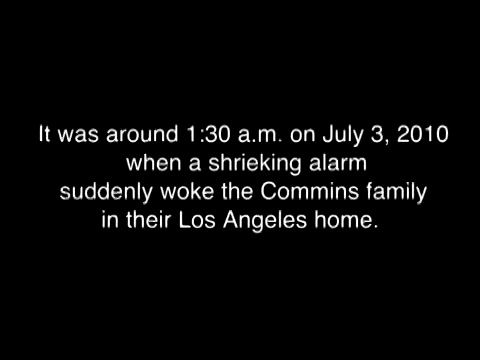 It was around 1:30 a.m. on July 3, 2010
when a shrieking alarm
suddenly woke the Commins family
in their Los Angeles home.